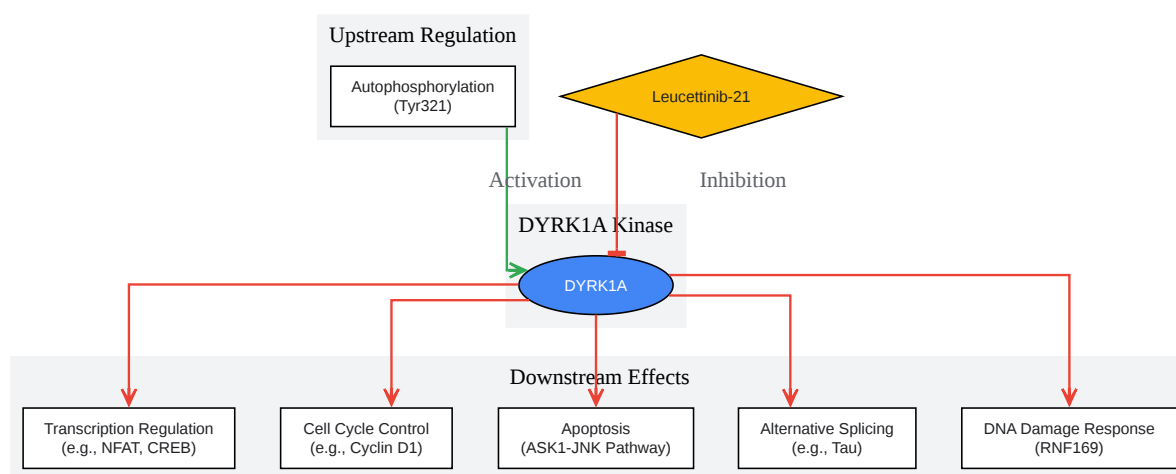 Upstream Regulation
Autophosphorylation
(Tyr321)
Leucettinib-21
Activation
Inhibition
DYRK1A Kinase
DYRK1A
Downstream Effects
Transcription Regulation
(e.g., NFAT, CREB)
Cell Cycle Control
(e.g., Cyclin D1)
Apoptosis
(ASK1-JNK Pathway)
Alternative Splicing
(e.g., Tau)
DNA Damage Response
(RNF169)